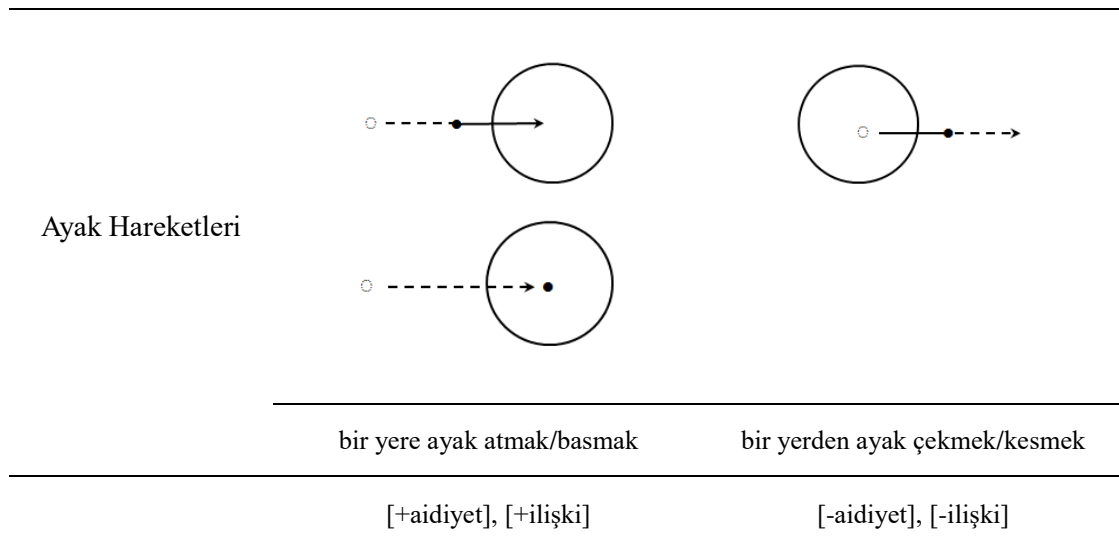 Ayak Hareketleri
bir yere ayak atmak/basmak
bir yerden ayak çekmek/kesmek
[+aidiyet], [+ilişki]
[-aidiyet], [-ilişki]